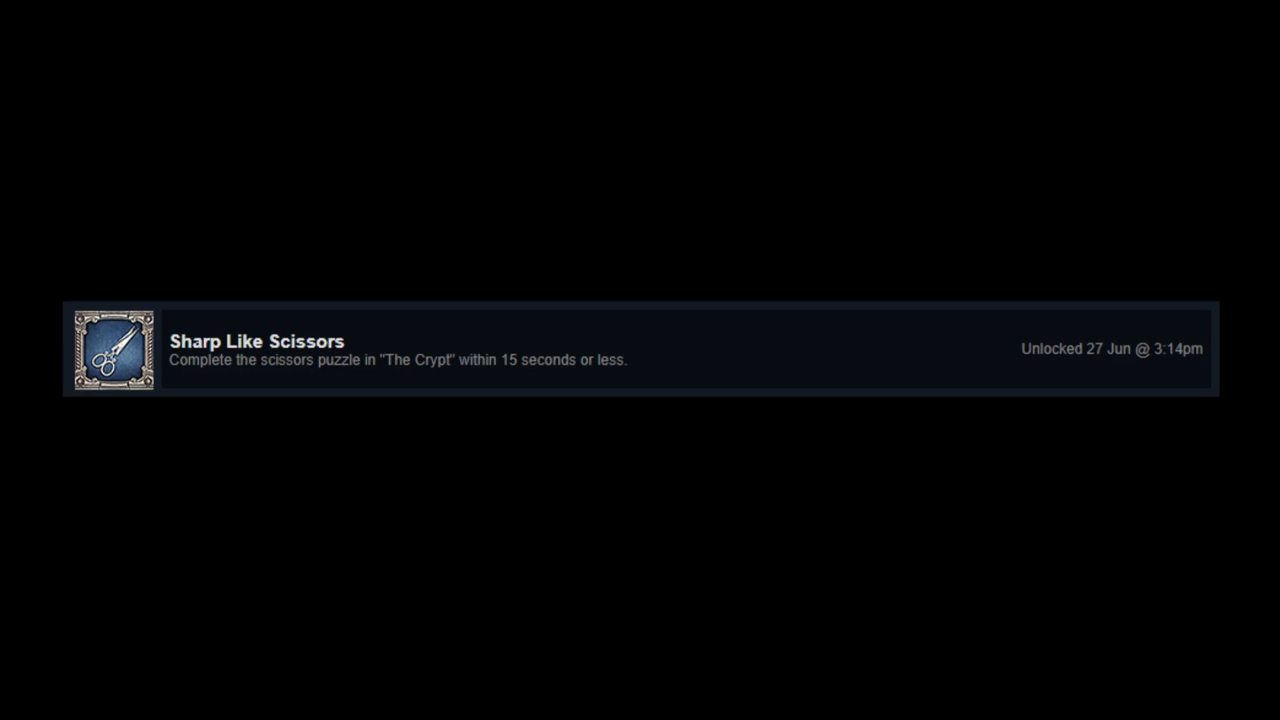 Sharp Like Scissors
Complete the scissors puzzle in "The Crypt" within 15 seconds or less.
Unlocked 27 Jun @ 3:14pm